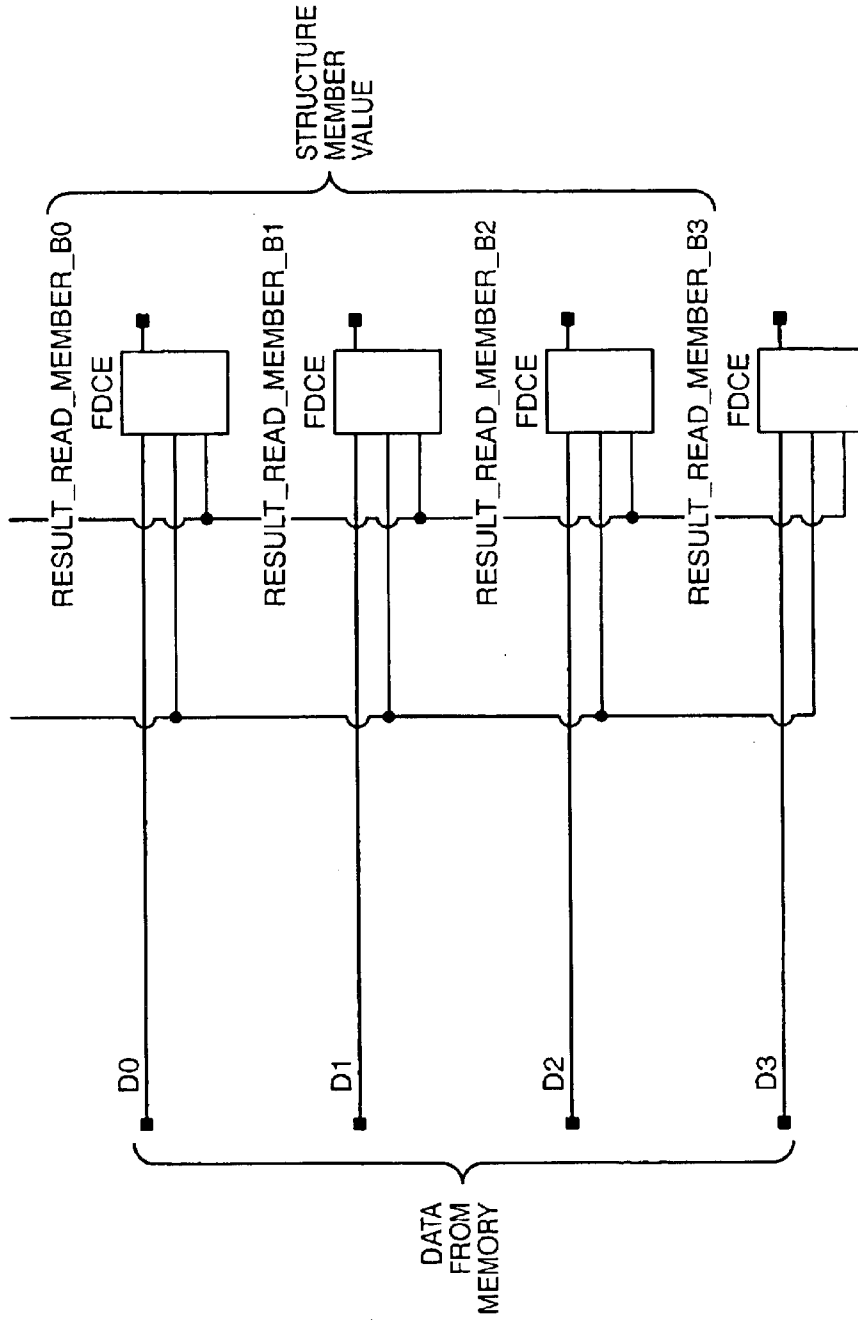 RESULT_READ_MEMBER_B0
FDCE
D0
RESULT_READ_MEMBER_B1
FDCE
D1
RESULT_READ_MEMBER_B2
FDCE
D2
RESULT_READ_MEMBER_B3
FDCE
D3
DATA
FROM
MEMORY
STRUCTURE
MEMBER
VALUE